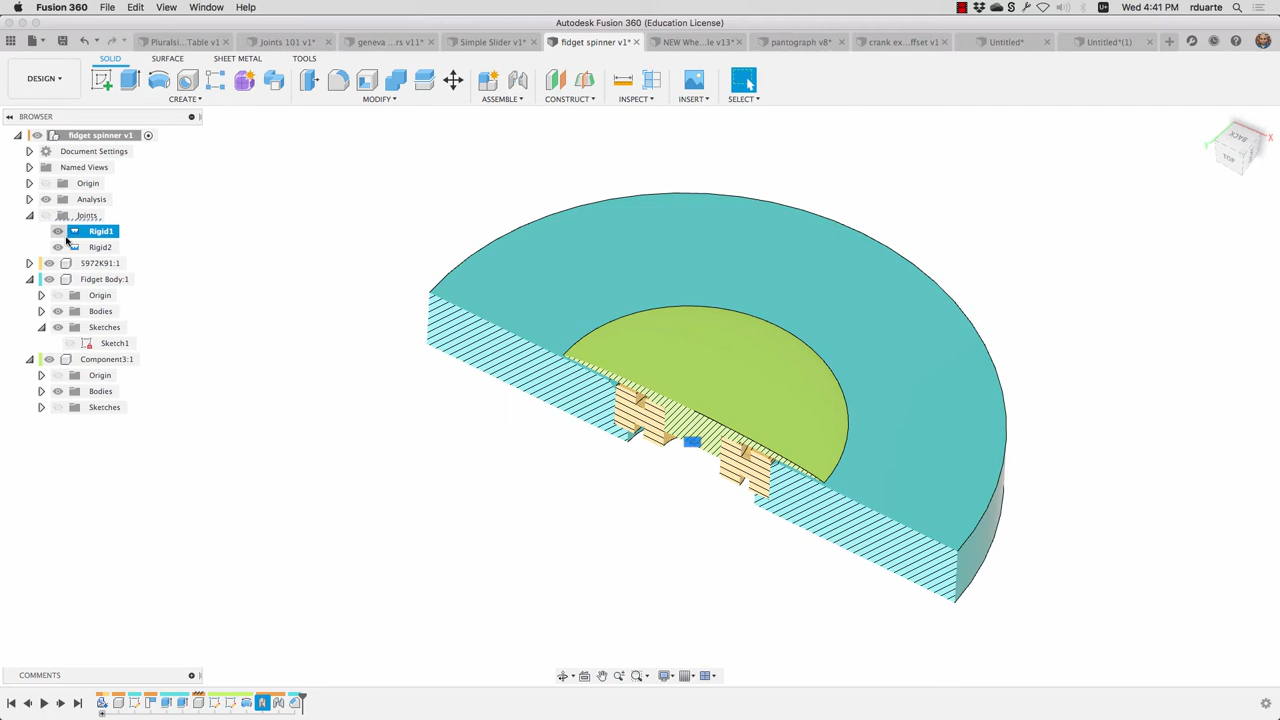 Fusion 360 File Edit View Window Help Wed 4:41 PM rduarte
Autodesk Fusion 360 (Education License)
Pluralsi...Table v1 Joints 101 v1* geneva ...rs v11* Simple Slider v1* fidget spinner v1* NEW Whe...le v13* pantograph v8* crank ex...ffset v1 Untitled* Untitled*(1)
SOLID SURFACE SHEET METAL TOOLS
DESIGN
CREATE MODIFY ASSEMBLE CONSTRUCT INSPECT INSERT SELECT
BROWSER
fidget spinner v1
Document Settings
Named Views
Origin
Analysis
Joints
Rigid1
Rigid2
5972K91:1
Fidget Body:1
Origin
Bodies
Sketches
Sketch1
Component3:1
Origin
Bodies
Sketches
BACK
COMMENTS